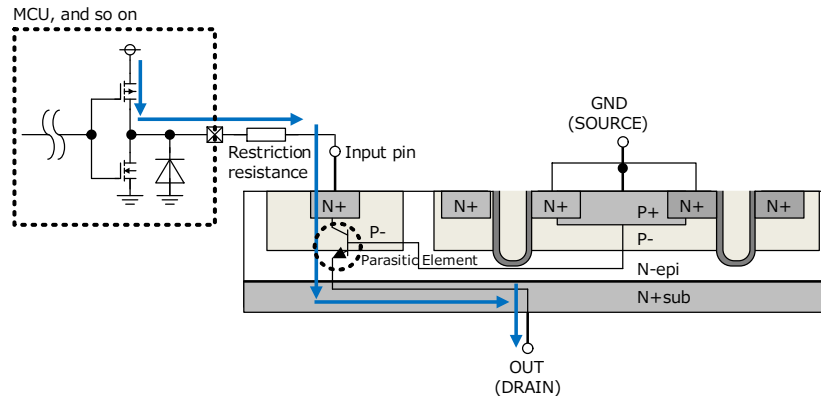 MCU, and so on
GND
(SOURCE)
Restriction
resistance
Input pin
N+
N+
N+
P+
N+
N+
P-
P-
Parasitic Element
N-epi
N+sub
OUT
(DRAIN)